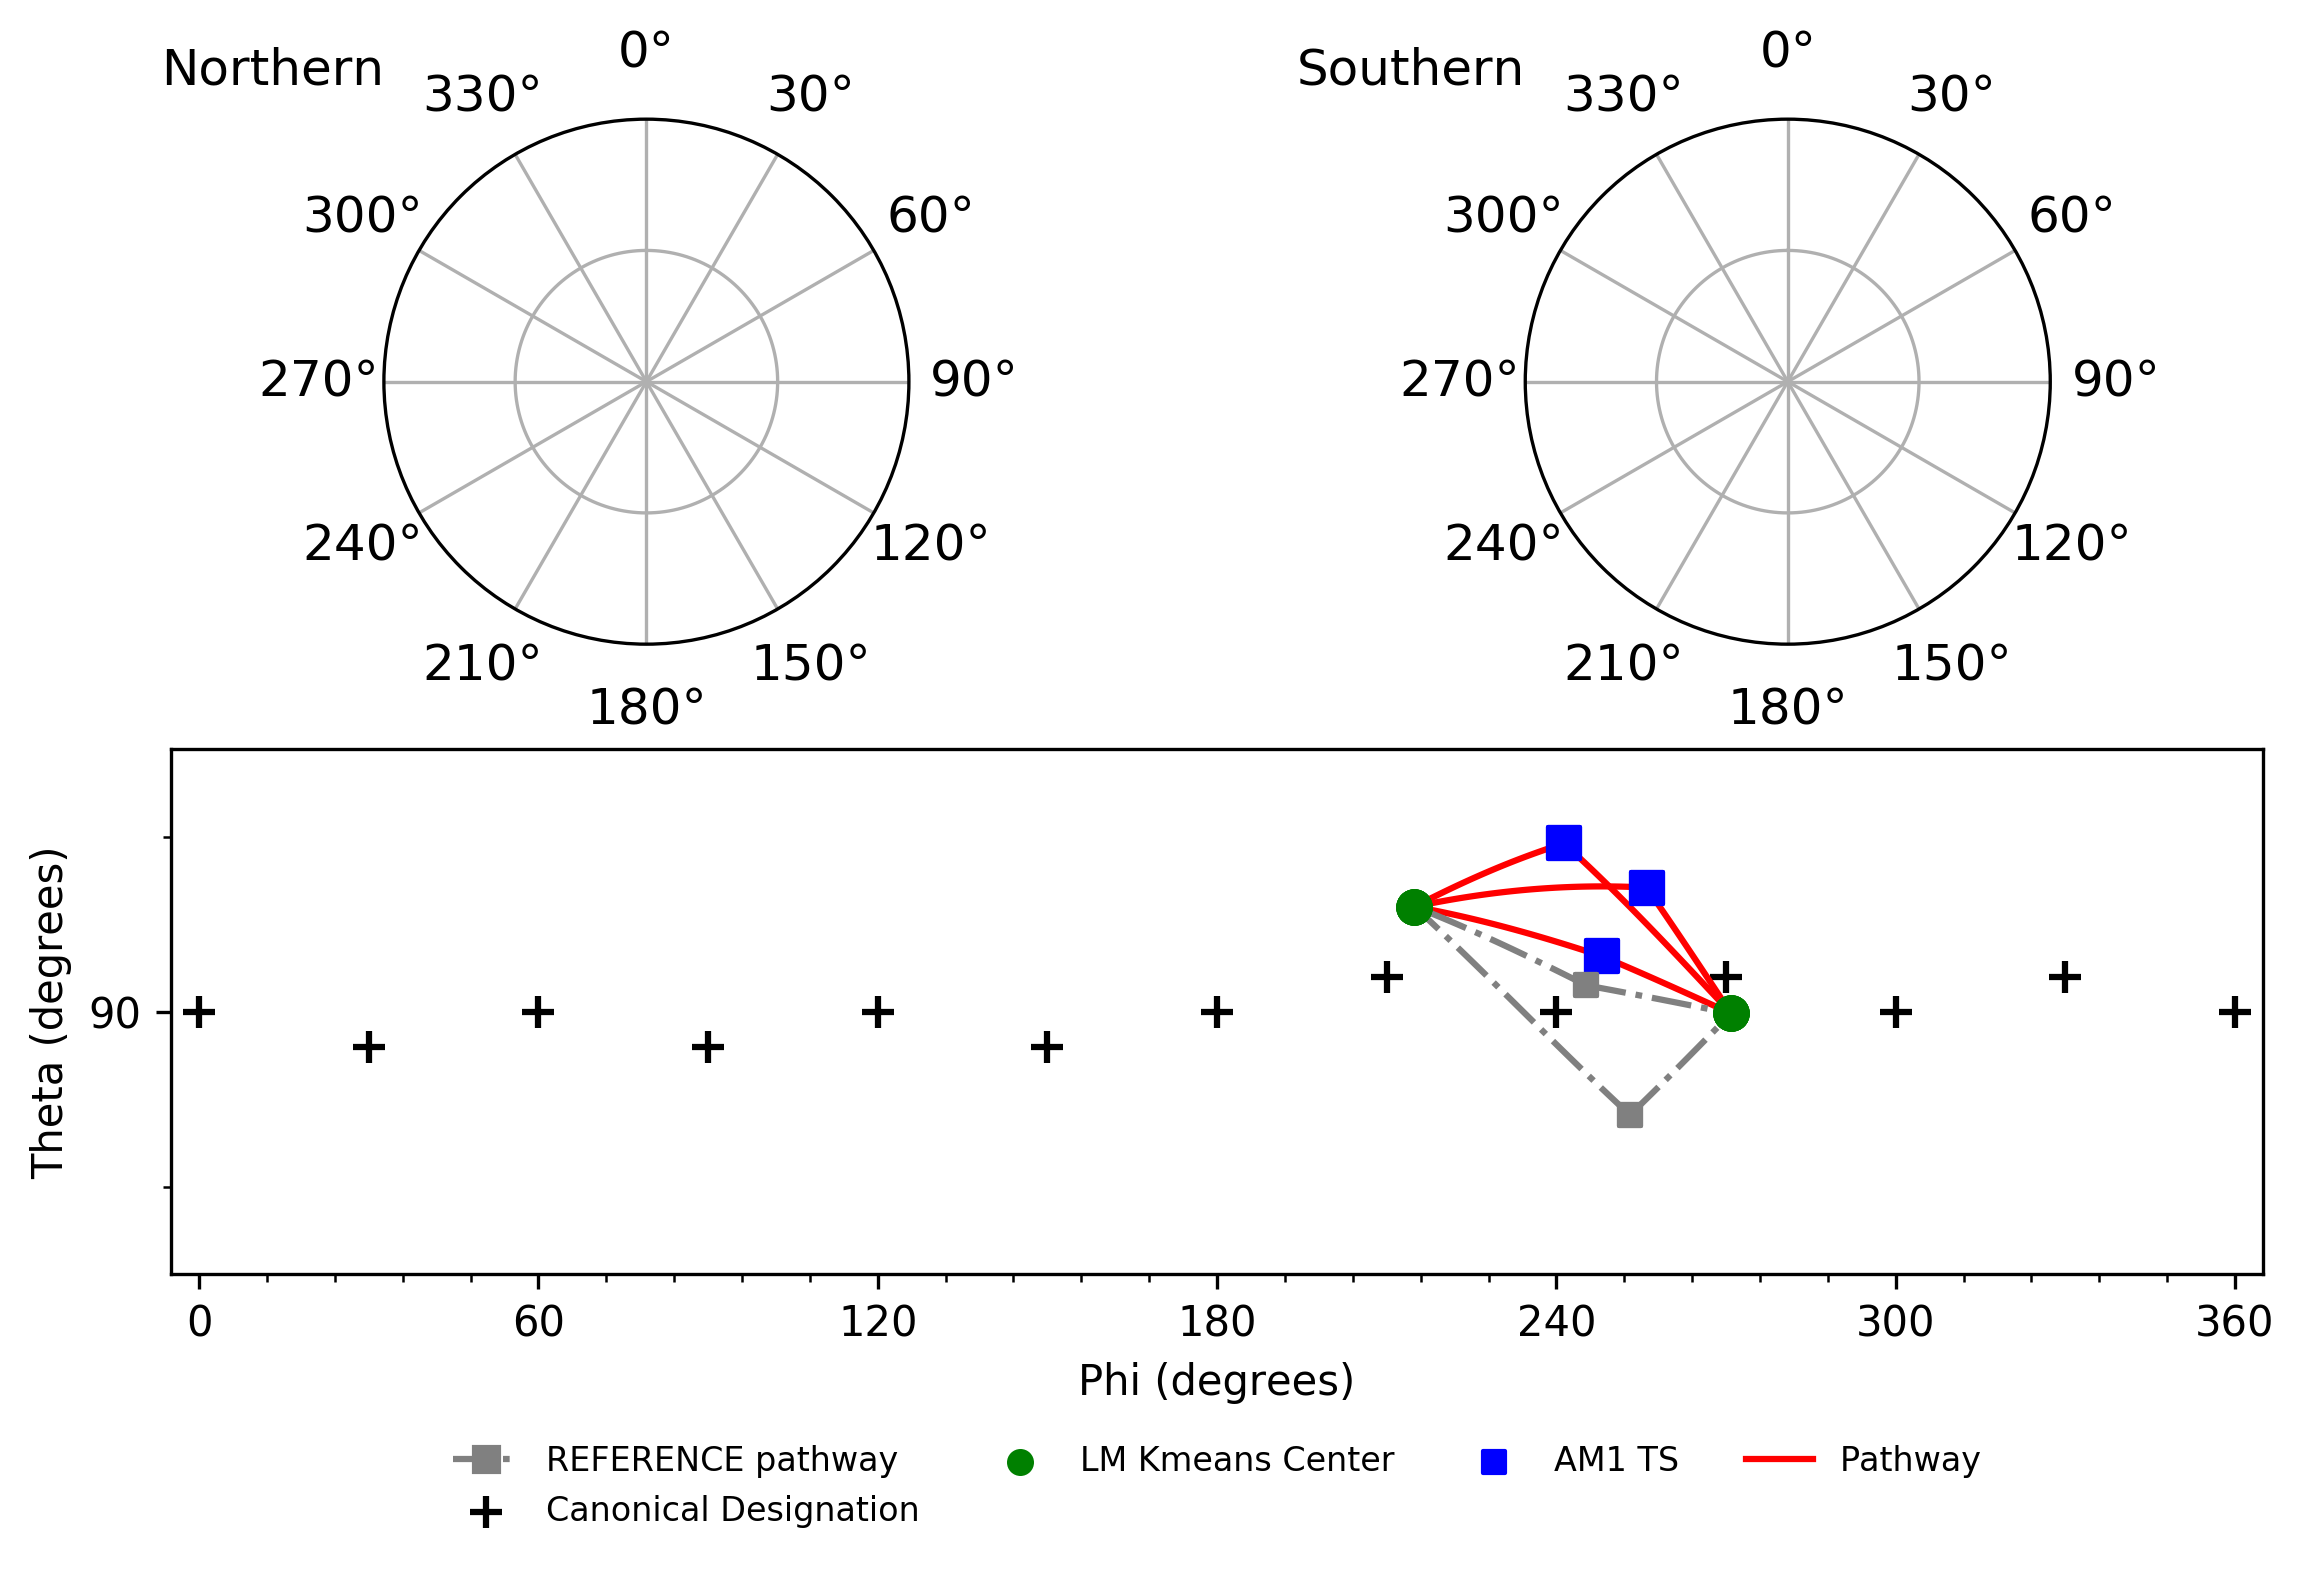 Northern
0°
330°
30°
300°
60°
270°
90°
240°
120°
210°
150°
180°
Southern
0°
330°
30°
300°
60°
270°
90°
240°
120°
210°
150°
180°
Theta (degrees)
90
0 60 120 180 240 300 360
Phi (degrees)
REFERENCE pathway
Canonical Designation
LM Kmeans Center
AM1 TS
Pathway